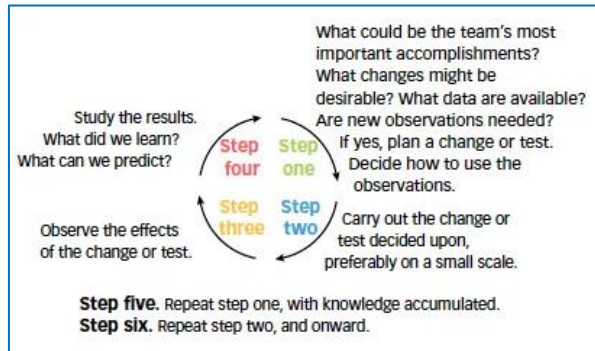 What could be the team's most
important accomplishments?
What changes might be
desirable? What data are available?
Are new observations needed?
If yes, plan a change or test.
Decide how to use the
observations.
Step
one
Carry out the change or
test decided upon,
preferably on a small scale.
Step
two
Observe the effects
of the change or test.
Step
three
Study the results.
What did we learn?
What can we predict?
Step
four
Step five. Repeat step one, with knowledge accumulated.
Step six. Repeat step two, and onward.